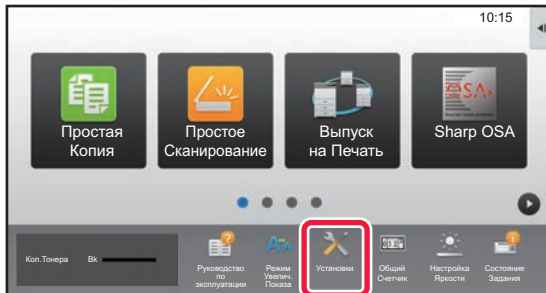 10:15
Простая
Копия
Простое
Сканирование
Выпуск
на Печать
Sharp OSA
OSA
Кол.Тонера Bk
Руководство
по
эксплуатации
Режим
Увелич.
Показа
Установки
Общий
Счетчик
Настройка
Яркости
Состояние
Задания